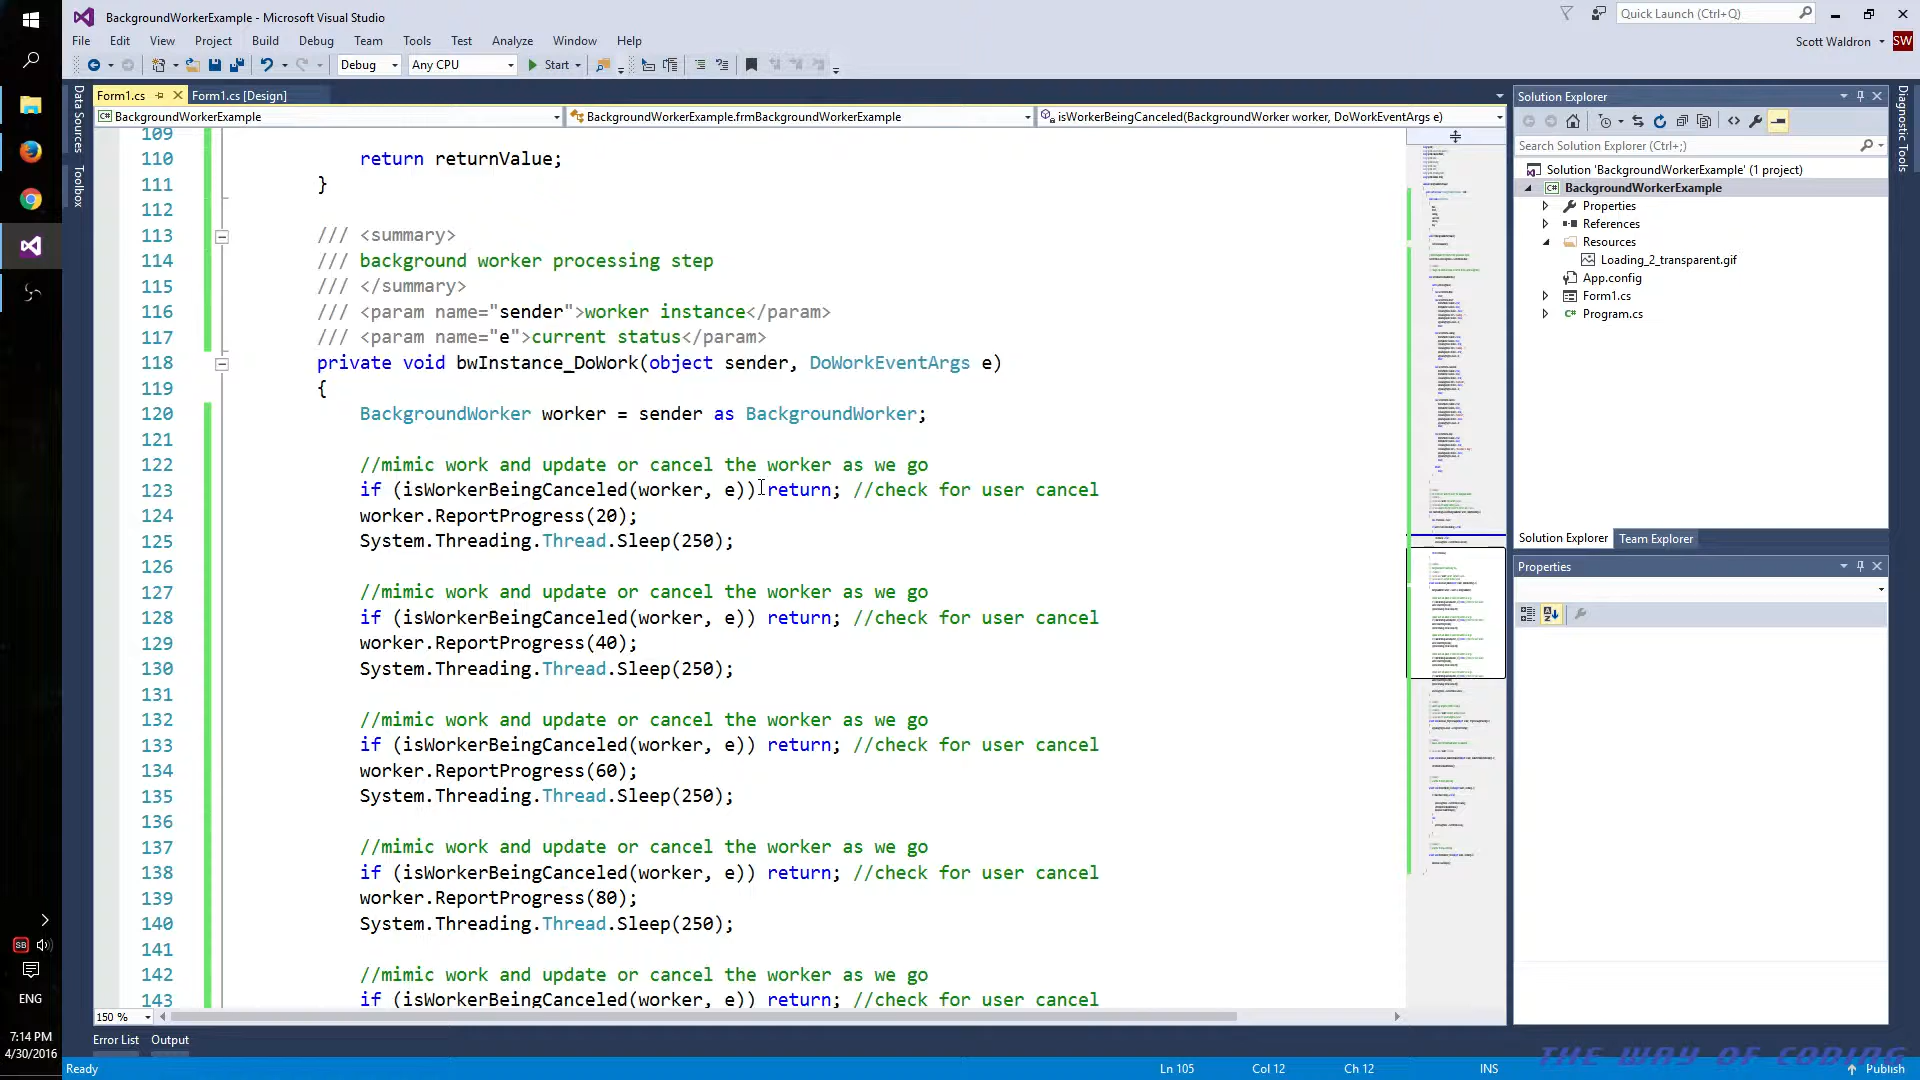 BackgroundWorkerExample - Microsoft Visual Studio
Quick Launch (Ctrl+Q)
File Edit View Project Build Debug Team Tools Test Analyze Window Help
Scott Waldron
SW
Debug Any CPU Start
Form1.cs Form1.cs [Design]
BackgroundWorkerExample BackgroundWorkerExample.frmBackgroundWorkerExample isWorkerBeingCanceled(BackgroundWorker worker, DoWorkEventArgs e)
Data Sources
Toolbox
109
110 return returnValue;
111 }
112
113 /// <summary>
114 /// background worker processing step
115 /// </summary>
116 /// <param name="sender">worker instance</param>
117 /// <param name="e">current status</param>
118 private void bwInstance_DoWork(object sender, DoWorkEventArgs e)
119 {
120 BackgroundWorker worker = sender as BackgroundWorker;
121
122 //mimic work and update or cancel the worker as we go
123 if (isWorkerBeingCanceled(worker, e)) return; //check for user cancel
124 worker.ReportProgress(20);
125 System.Threading.Thread.Sleep(250);
126
127 //mimic work and update or cancel the worker as we go
128 if (isWorkerBeingCanceled(worker, e)) return; //check for user cancel
129 worker.ReportProgress(40);
130 System.Threading.Thread.Sleep(250);
131
132 //mimic work and update or cancel the worker as we go
133 if (isWorkerBeingCanceled(worker, e)) return; //check for user cancel
134 worker.ReportProgress(60);
135 System.Threading.Thread.Sleep(250);
136
137 //mimic work and update or cancel the worker as we go
138 if (isWorkerBeingCanceled(worker, e)) return; //check for user cancel
139 worker.ReportProgress(80);
140 System.Threading.Thread.Sleep(250);
141
142 //mimic work and update or cancel the worker as we go
143 if (isWorkerBeingCanceled(worker, e)) return; //check for user cancel
150 %
Solution Explorer
Search Solution Explorer (Ctrl+;)
Solution 'BackgroundWorkerExample' (1 project)
C# BackgroundWorkerExample
Properties
References
Resources
Loading_2_transparent.gif
App.config
Form1.cs
C# Program.cs
Solution Explorer Team Explorer
Properties
Diagnostic Tools
Error List Output
Ready Ln 105 Col 12 Ch 12 INS Publish
THE WAY OF CODING
SB
ENG
7:14 PM
4/30/2016